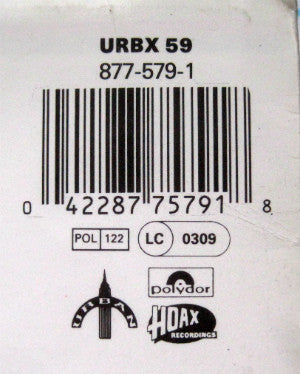 URBX 59
877-579-1
0 42287 75791 8
POL 122 LC 0309
polydor
URBAN
HOAX
RECORDINGS